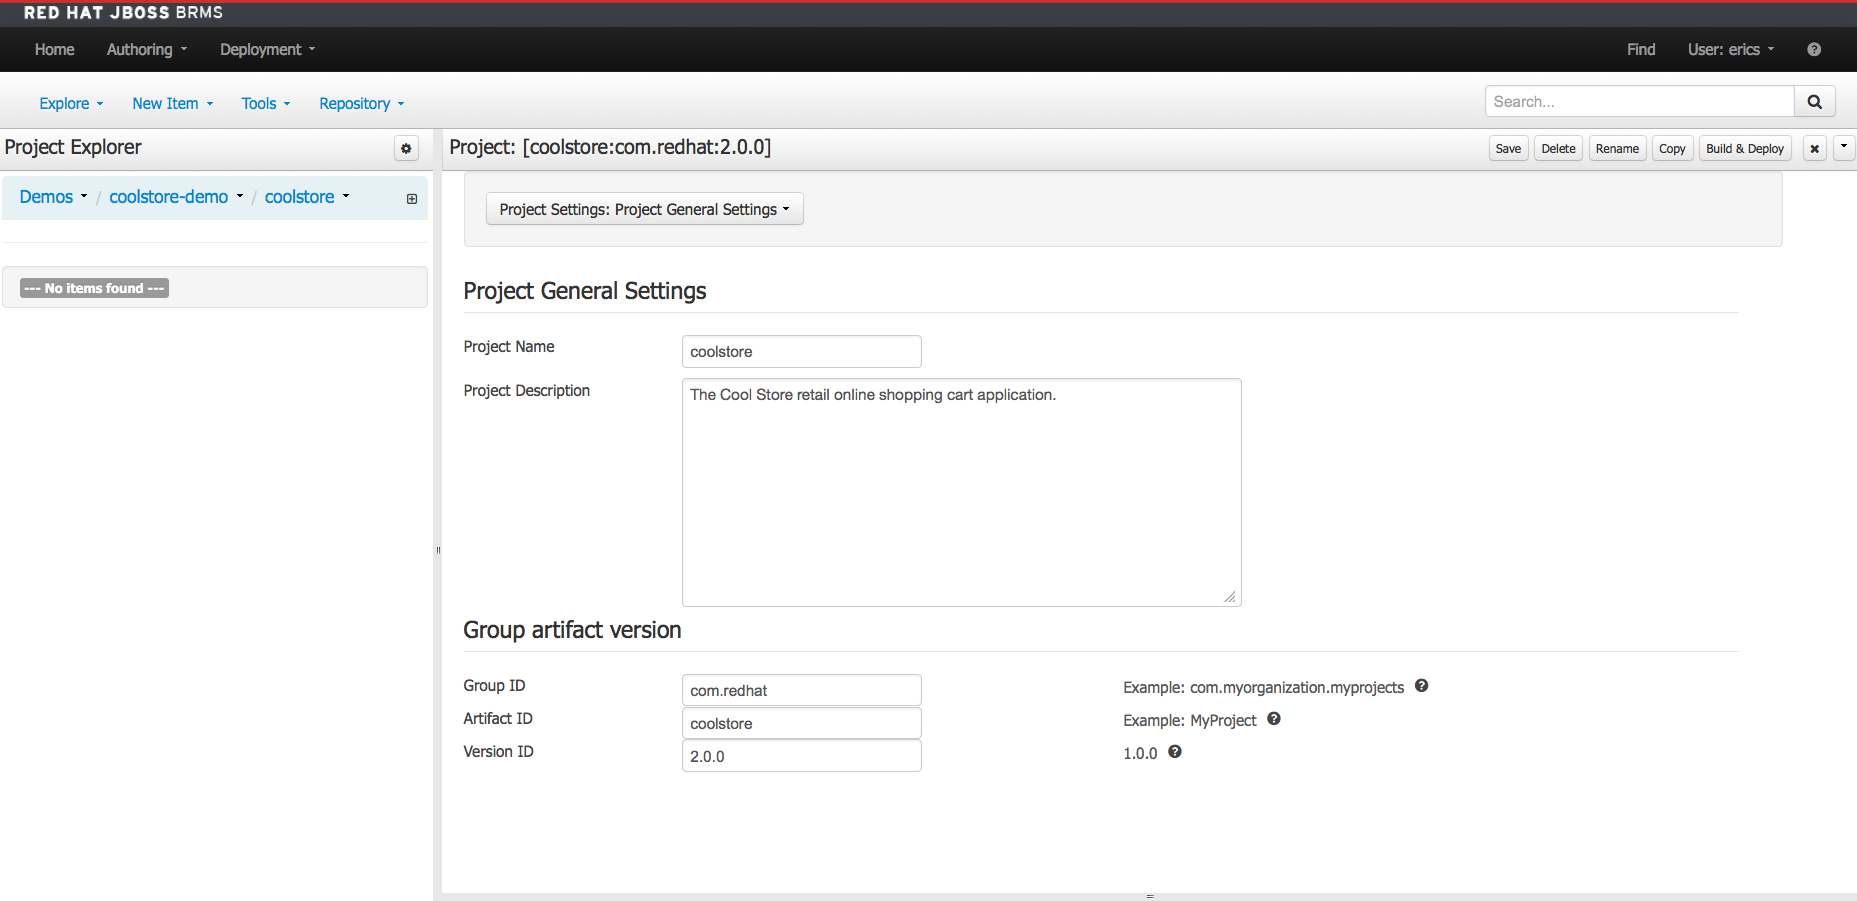 RED HAT JBOSS BRMS
Home Authoring Deployment Find User: erics
Explore New Item Tools Repository Search...
Project Explorer
Demos / coolstore-demo / coolstore
--- No items found ---
Project: [coolstore:com.redhat:2.0.0] Save Delete Rename Copy Build & Deploy
Project Settings: Project General Settings
Project General Settings
Project Name coolstore
Project Description The Cool Store retail online shopping cart application.
Group artifact version
Group ID com.redhat Example: com.myorganization.myprojects
Artifact ID coolstore Example: MyProject
Version ID 2.0.0 1.0.0